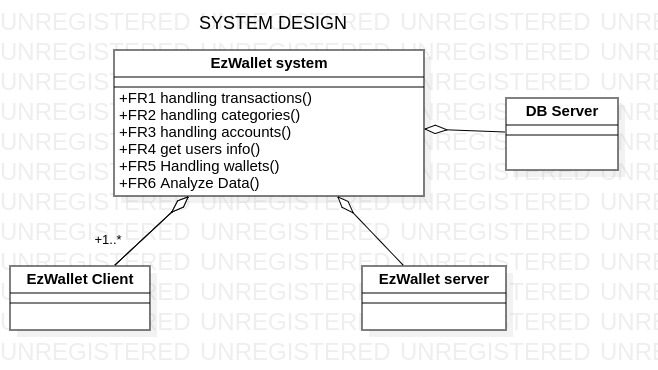 SYSTEM DESIGN
EzWallet system
+FR1 handling transactions()
+FR2 handling categories()
+FR3 handling accounts()
+FR4 get users info()
+FR5 Handling wallets()
+FR6 Analyze Data()
DB Server
+1..*
EzWallet Client
EzWallet server
UNREGISTERED UNREGISTERED UNREGISTERED UNREGISTERED